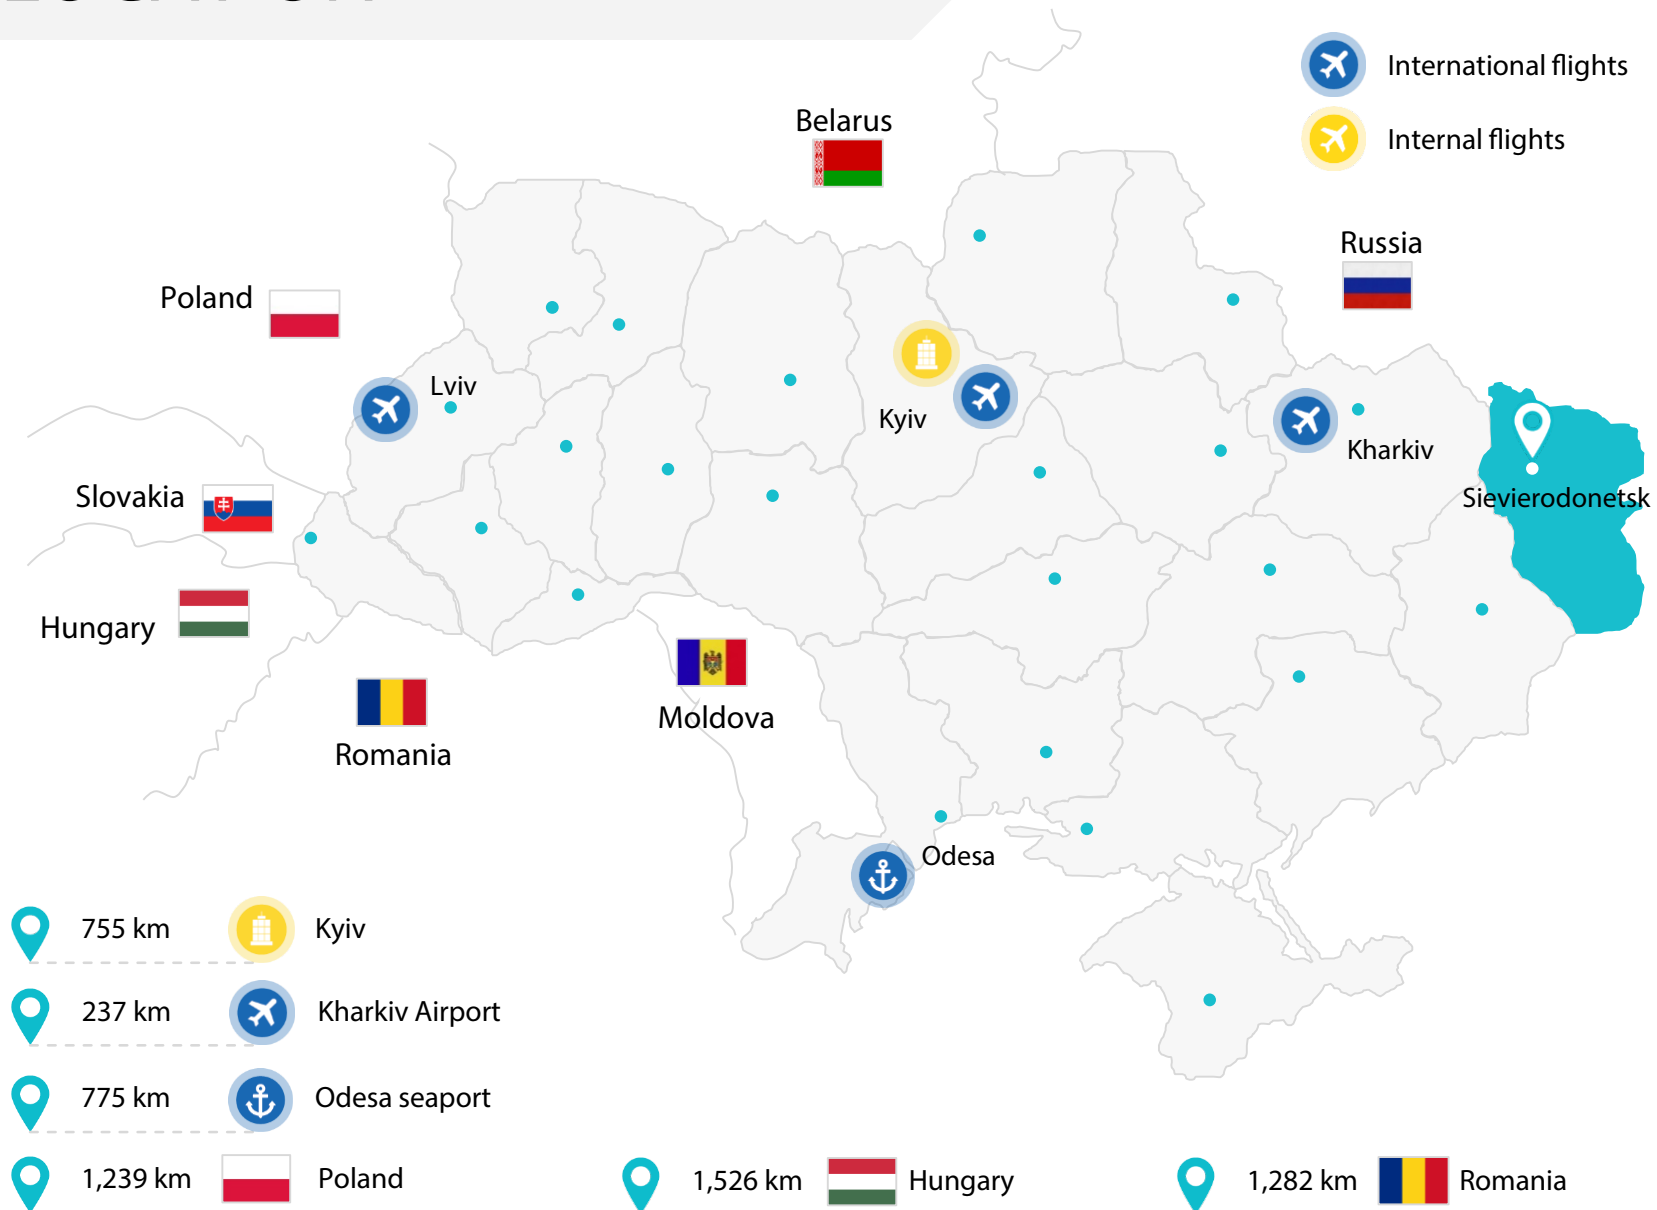 International flights
Belarus
Internal flights
Russia
Poland
Lviv
Kyiv
Kharkiv
Slovakia
Sievierodonetsk
Hungary
Moldova
Romania
Odesa
755 km Kyiv
237 km Kharkiv Airport
775 km Odesa seaport
1,239 km Poland
1,526 km Hungary
1,282 km Romania